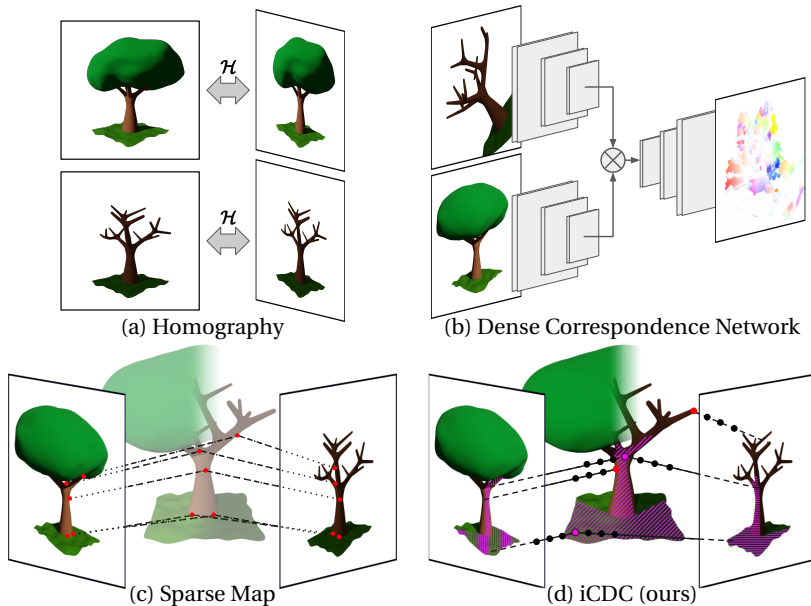 ℋ
ℋ
(a) Homography
(b) Dense Correspondence Network
(c) Sparse Map
(d) iCDC (ours)